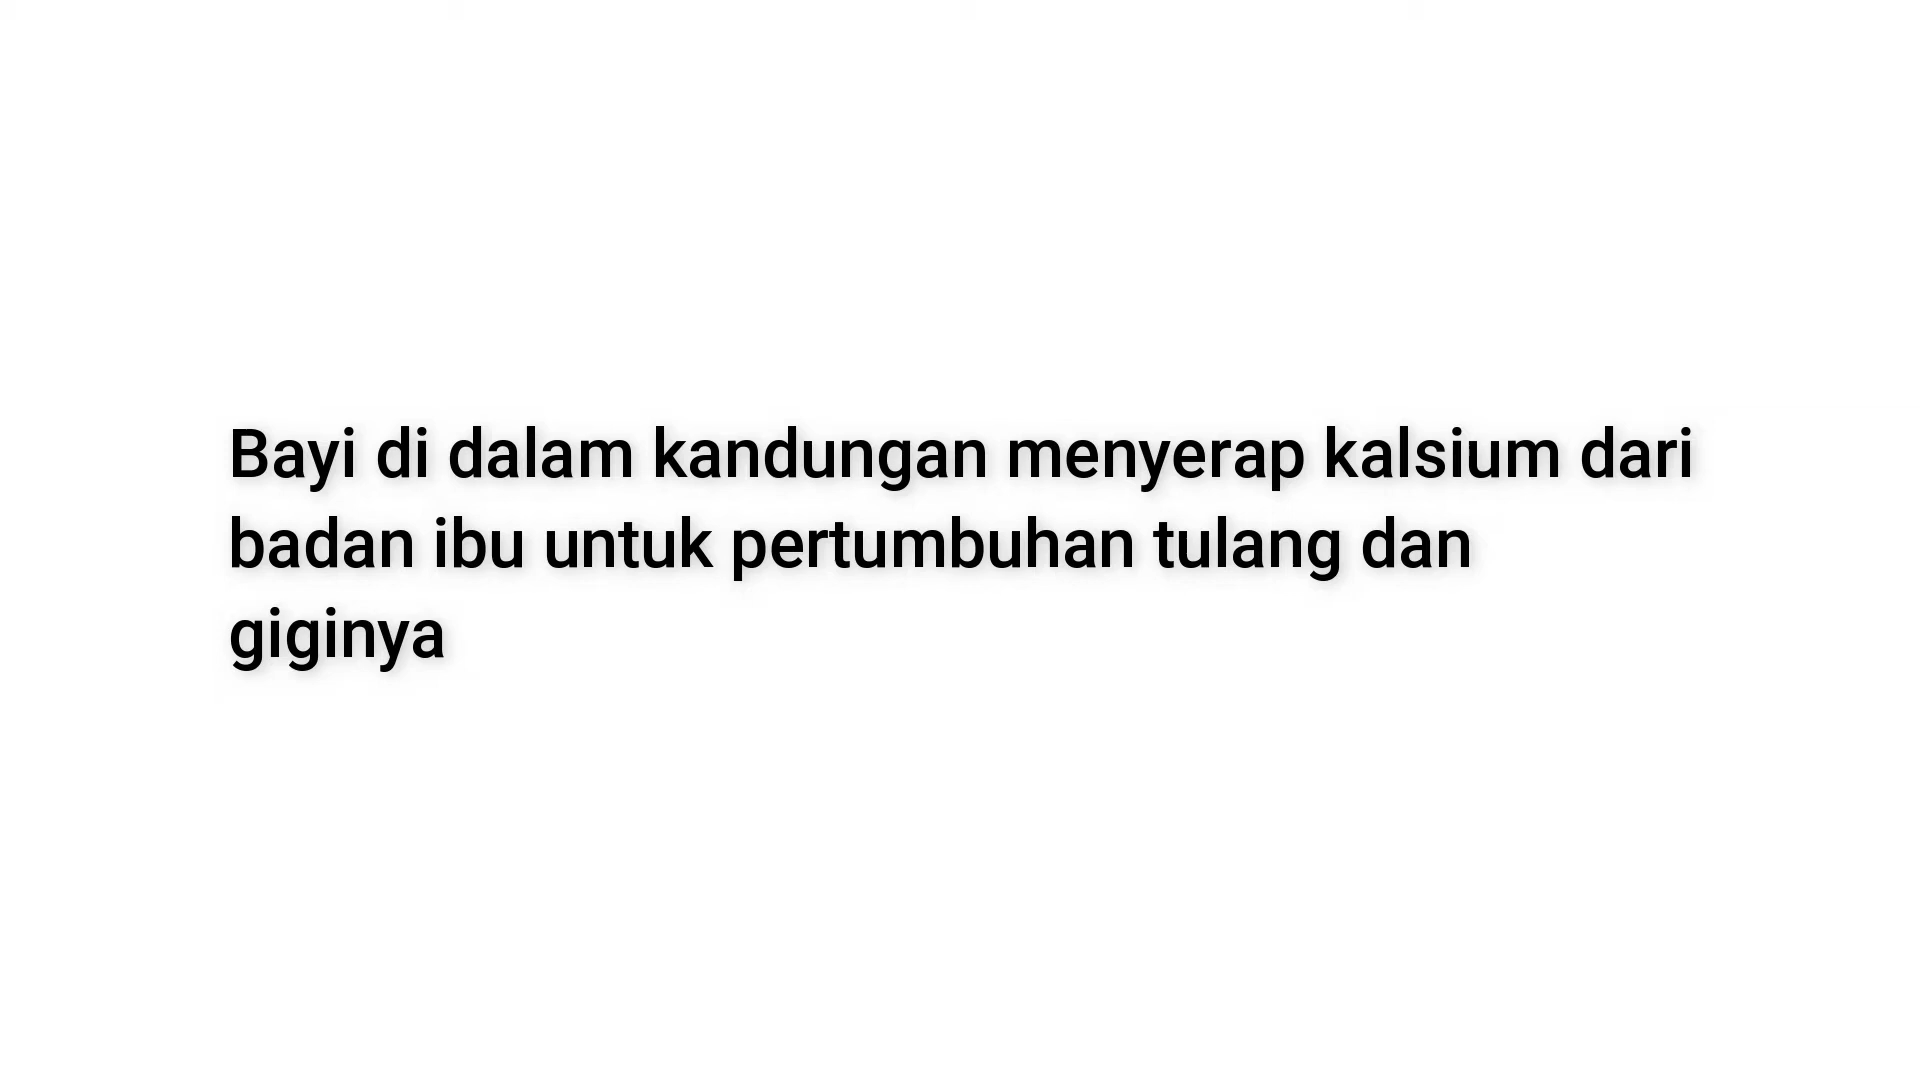 Bayi di dalam kandungan menyerap kalsium dari
badan ibu untuk pertumbuhan tulang dan
giginya